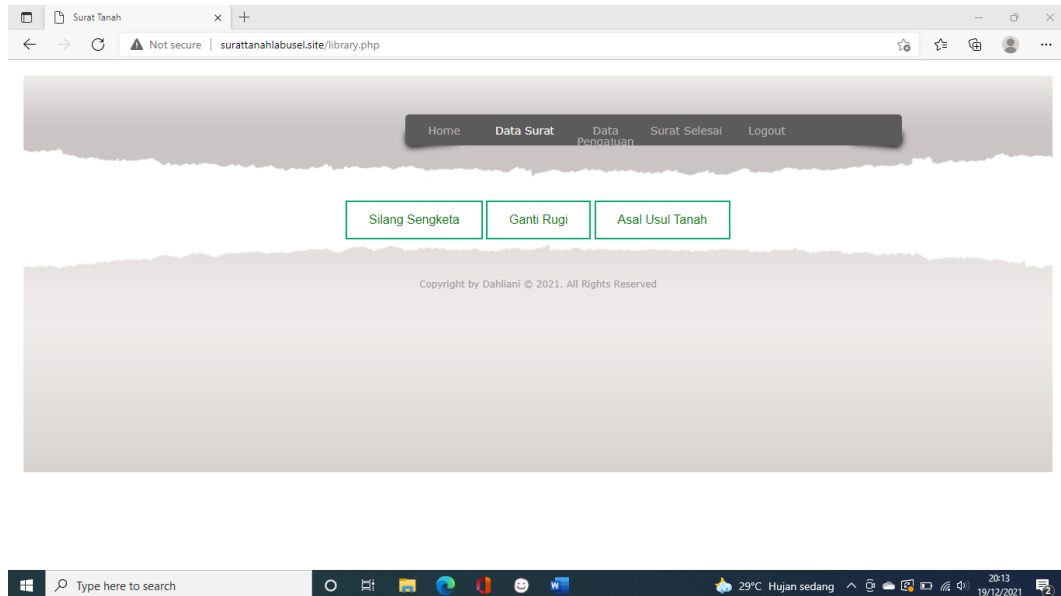 Surat Tanah
Not secure | surattanahlabusel.site/library.php
Home Data Surat Data Pengajuan Surat Selesai Logout
Silang Sengketa Ganti Rugi Asal Usul Tanah
Copyright by Dahliani © 2021. All Rights Reserved
Type here to search
29°C Hujan sedang
20:13
19/12/2021
2